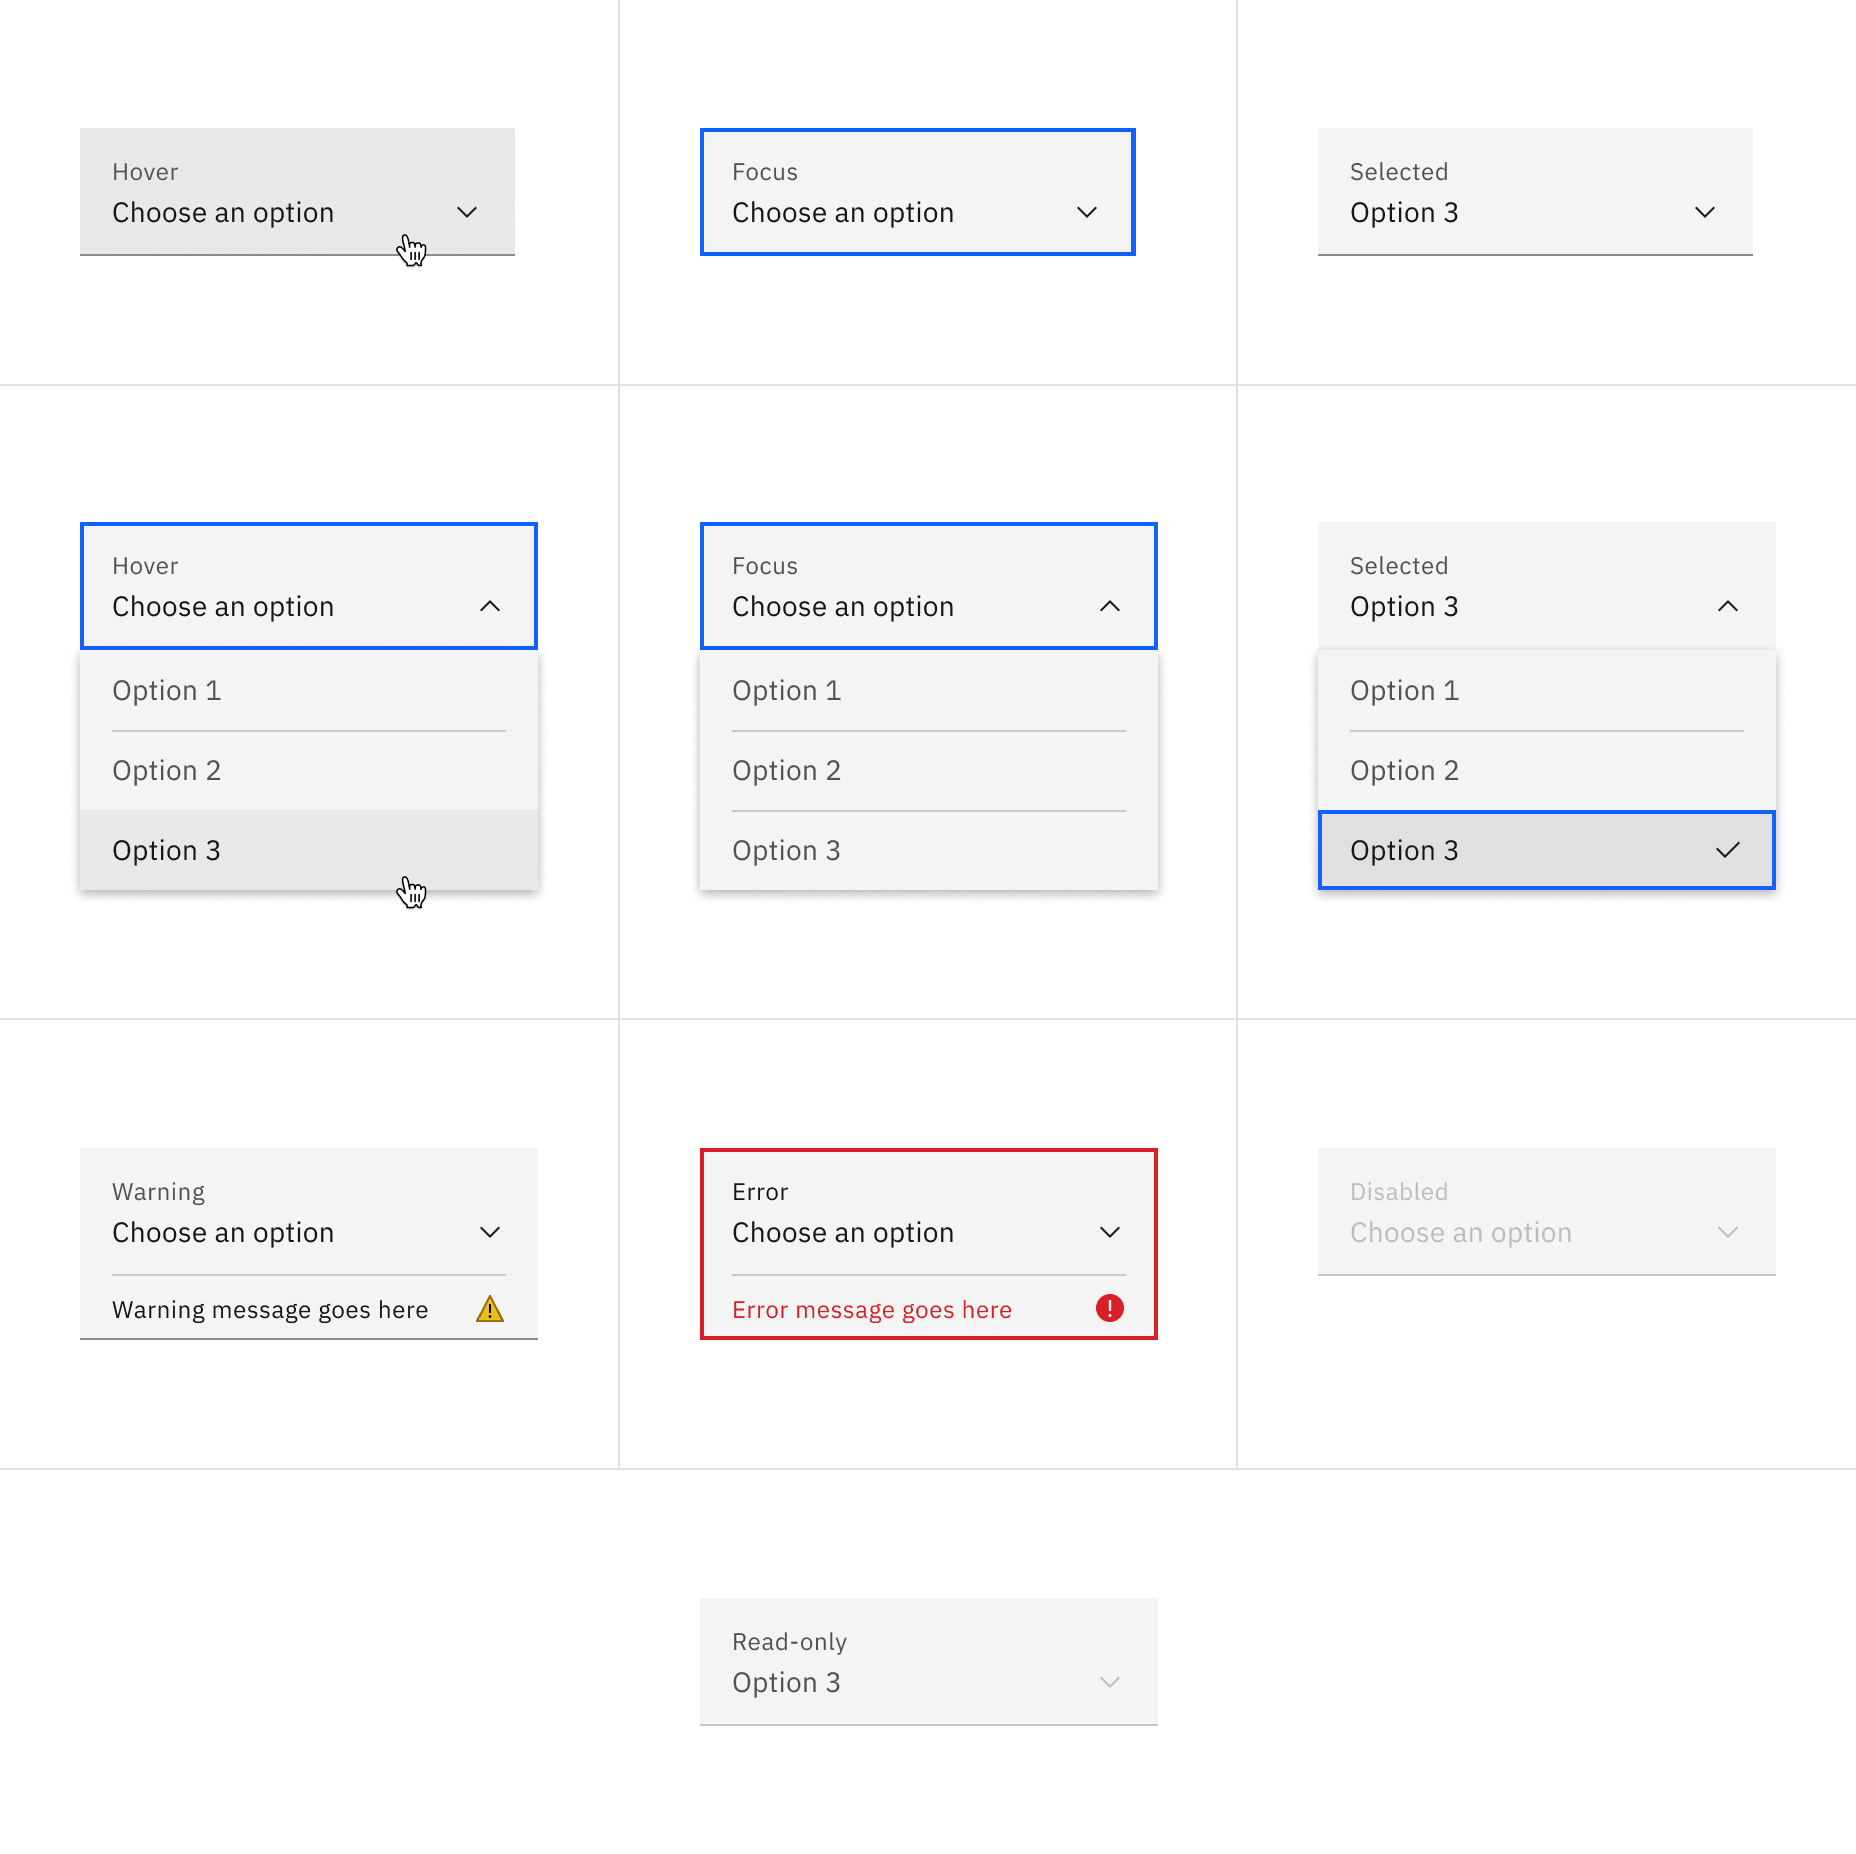 Hover
Choose an option
Focus
Choose an option
Selected
Option 3
Hover
Choose an option
Option 1
Option 2
Option 3
Focus
Choose an option
Option 1
Option 2
Option 3
Selected
Option 3
Option 1
Option 2
Option 3
Warning
Choose an option
Warning message goes here
Error
Choose an option
Error message goes here
Disabled
Choose an option
Read-only
Option 3